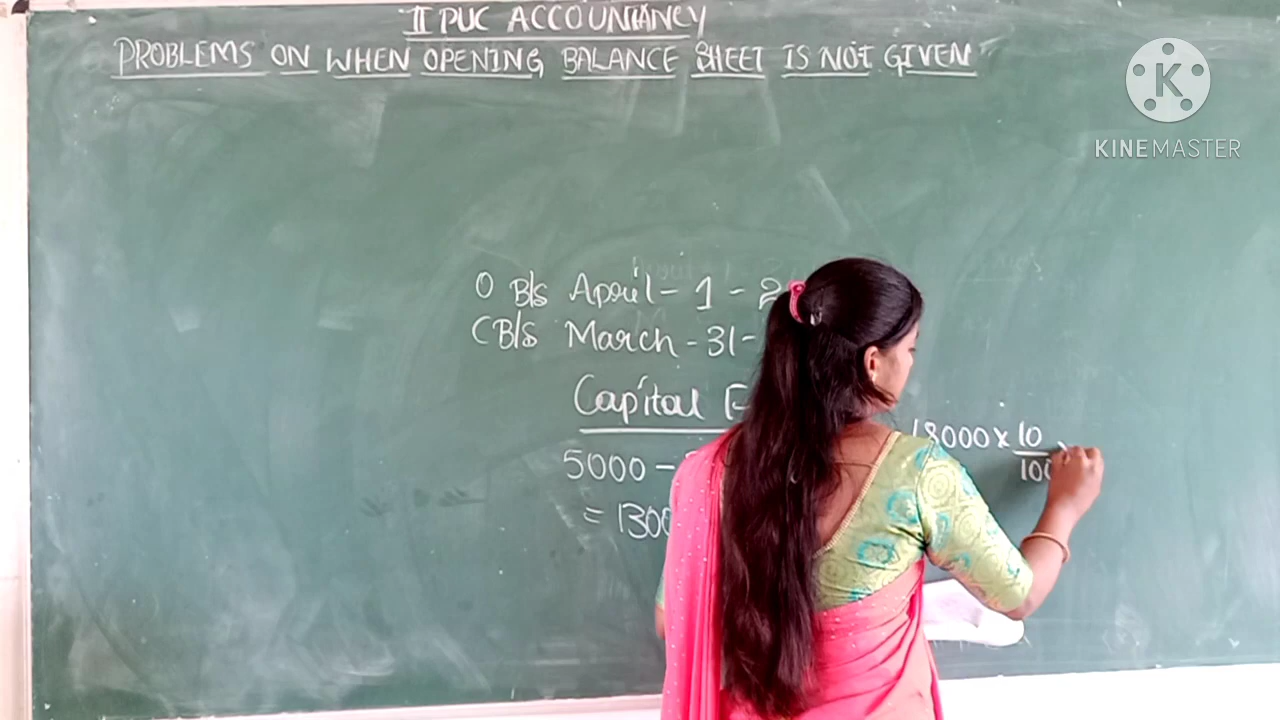 II PUC ACCOUNTANCY
PROBLEMS ON WHEN OPENING BALANCE SHEET IS NOT GIVEN
K
KINEMASTER
O B/s April - 1 - 2
C B/s March - 31 -
Capital
18000 × 10
100
5000 -
= 1300